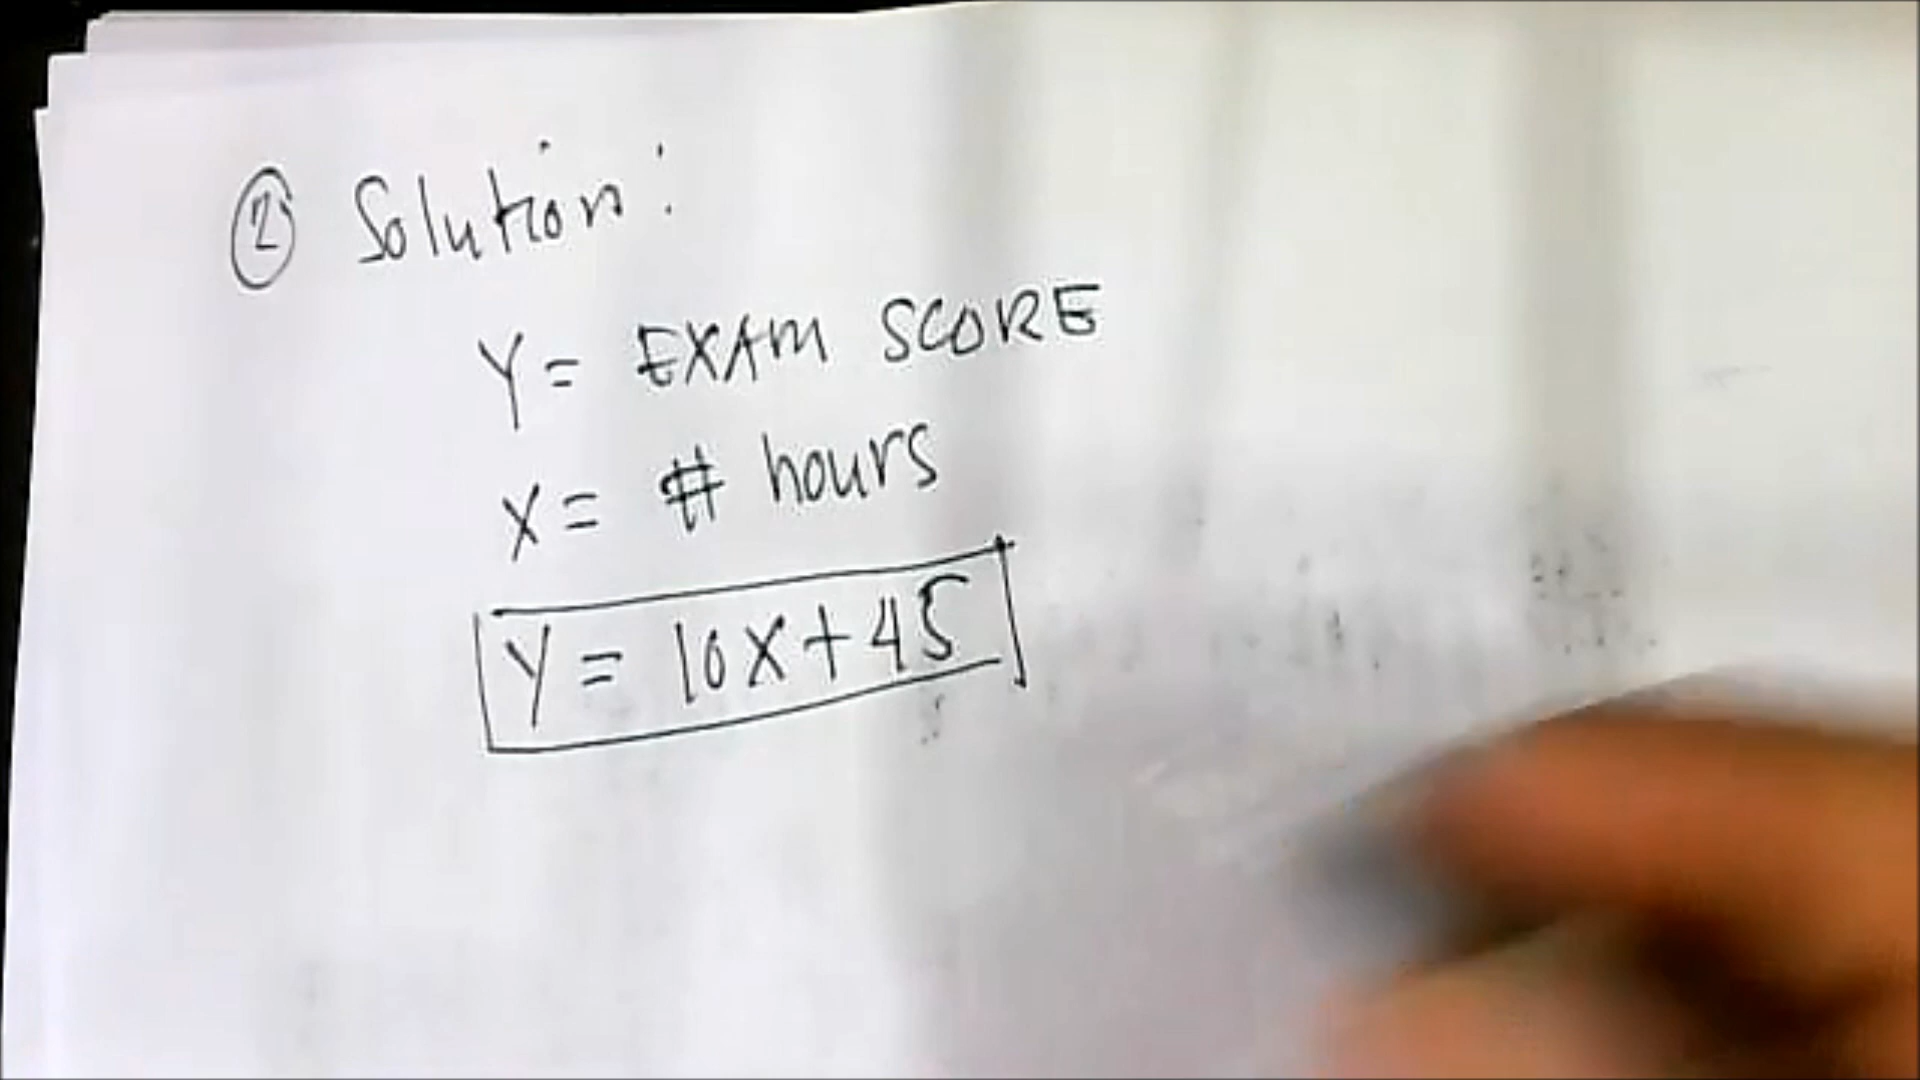 ② Solution:
Y = EXAM SCORE
X = # hours
Y = 10X + 45